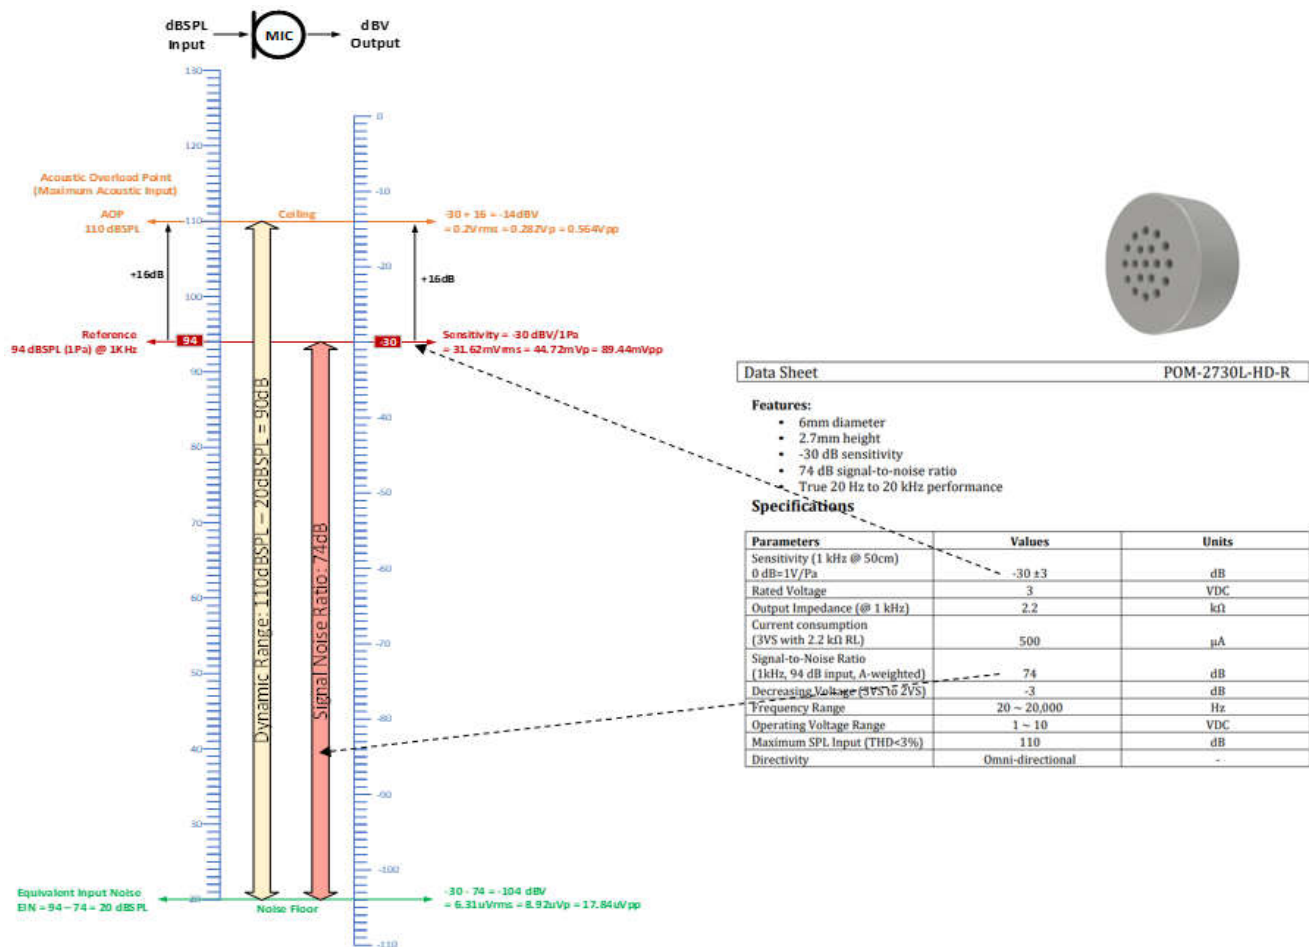 dBSPL
Input
MIC
dBV
Output
130
120
110
100
94
90
80
70
60
50
40
30
20
0
-10
-20
-30
-40
-50
-60
-70
-80
-90
-100
-110
Acoustic Overload Point
(Maximum Acoustic Input)
AOP
110 dBSPL
Ceiling
-30 + 16 = -14dBV
= 0.2Vrms = 0.282Vp = 0.564Vpp
+16dB
+16dB
Reference
94 dBSPL (1Pa) @ 1KHz
Sensitivity = -30 dBV/1Pa
= 31.62mVrms = 44.72mVp = 89.44mVpp
Dynamic Range: 110dBSPL – 20dBSPL = 90dB
Signal Noise Ratio: 74dB
Equivalent Input Noise
EIN = 94 – 74 = 20 dBSPL
Noise Floor
-30 - 74 = -104 dBV
= 6.31uVrms = 8.92uVp = 17.84uVpp
Data Sheet POM-2730L-HD-R
Features:
• 6mm diameter
• 2.7mm height
• -30 dB sensitivity
• 74 dB signal-to-noise ratio
• True 20 Hz to 20 kHz performance
Specifications
Parameters Values Units
Sensitivity (1 kHz @ 50cm)
0 dB=1V/Pa -30 ±3 dB
Rated Voltage 3 VDC
Output Impedance (@ 1 kHz) 2.2 kΩ
Current consumption
(3VS with 2.2 kΩ RL) 500 µA
Signal-to-Noise Ratio
(1kHz, 94 dB input, A-weighted) 74 dB
Decreasing Voltage (3VS to 2VS) -3 dB
Frequency Range 20 ~ 20,000 Hz
Operating Voltage Range 1 ~ 10 VDC
Maximum SPL Input (THD<3%) 110 dB
Directivity Omni-directional -